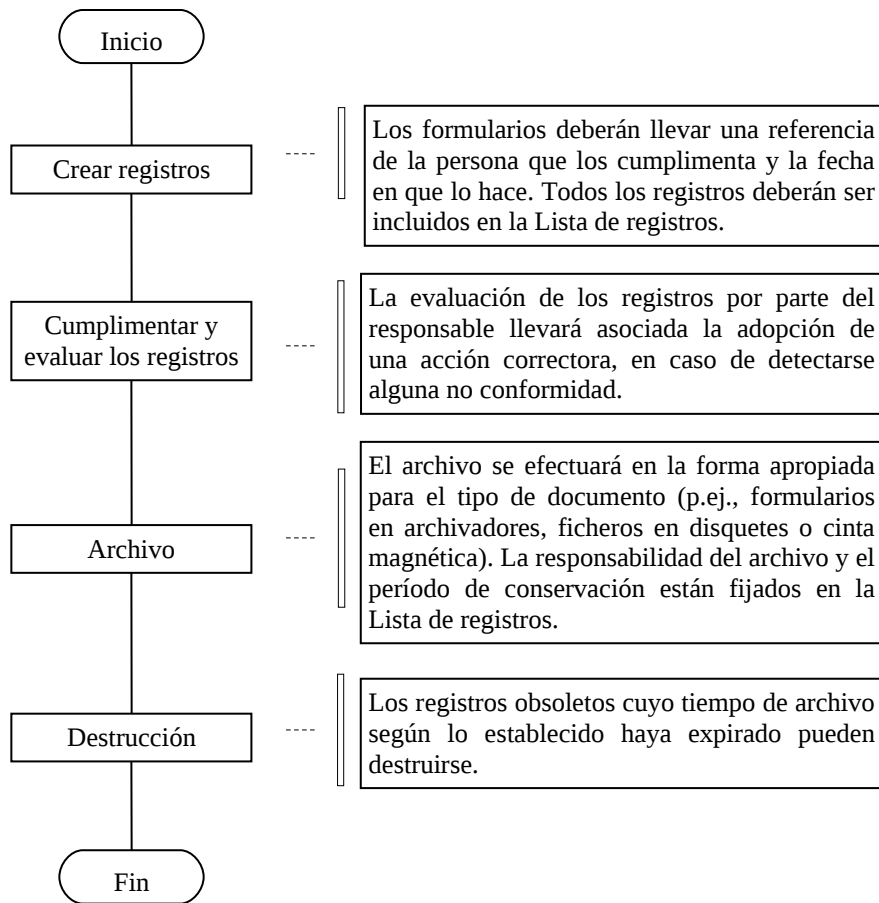 Inicio
Crear registros
Los formularios deberán llevar una referencia
de la persona que los cumplimenta y la fecha
en que lo hace. Todos los registros deberán ser
incluidos en la Lista de registros.
Cumplimentar y
evaluar los registros
La evaluación de los registros por parte del
responsable llevará asociada la adopción de
una acción correctora, en caso de detectarse
alguna no conformidad.
Archivo
El archivo se efectuará en la forma apropiada
para el tipo de documento (p.ej., formularios
en archivadores, ficheros en disquetes o cinta
magnética). La responsabilidad del archivo y el
período de conservación están fijados en la
Lista de registros.
Destrucción
Los registros obsoletos cuyo tiempo de archivo
según lo establecido haya expirado pueden
destruirse.
Fin